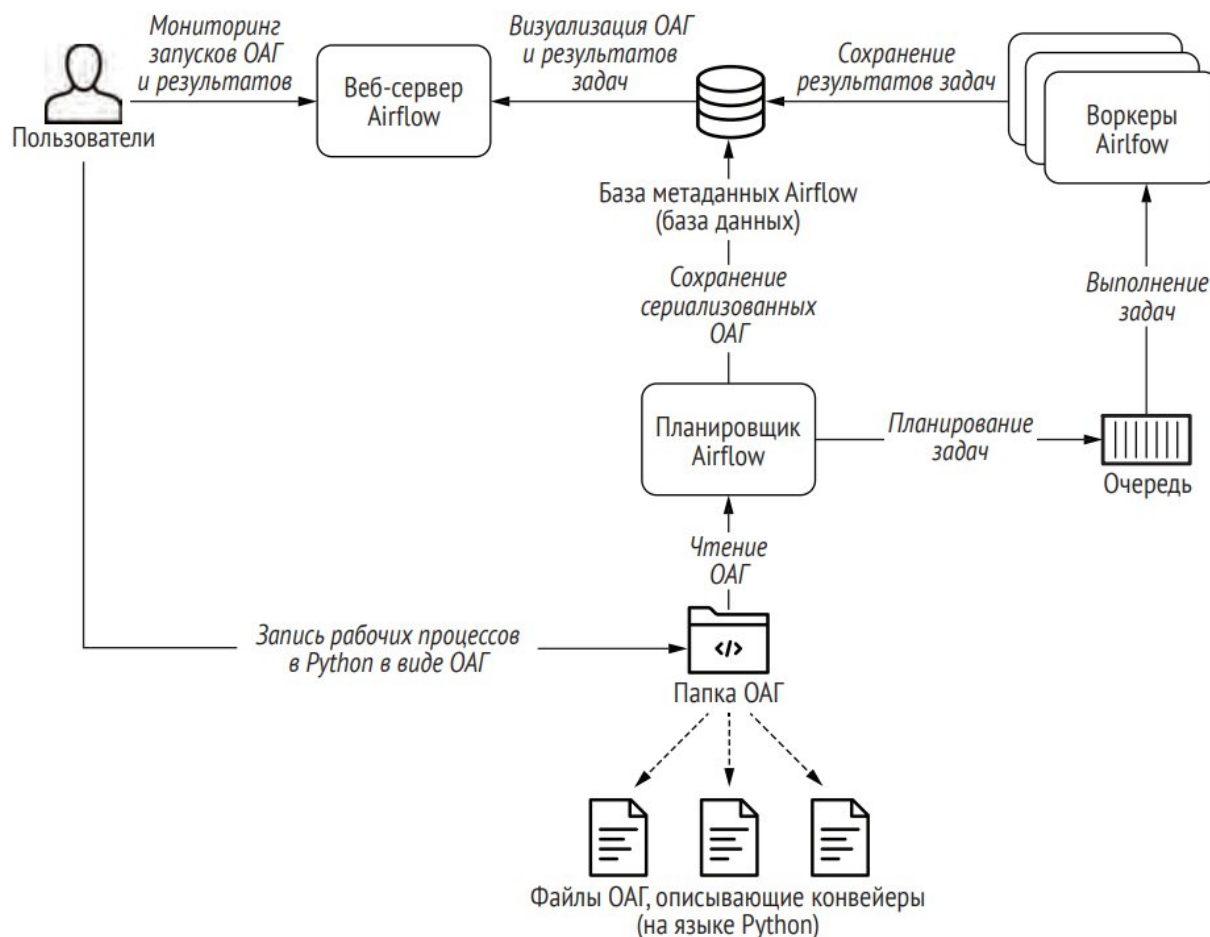 Мониторинг
запусков ОАГ
и результатов
Пользователи
Веб-сервер
Airflow
Визуализация ОАГ
и результатов
задач
Сохранение
результатов задач
Воркеры
Airlfow
База метаданных Airflow
(база данных)
Сохранение
сериализованных
ОАГ
Выполнение
задач
Планировщик
Airflow
Планирование
задач
Очередь
Чтение
ОАГ
Запись рабочих процессов
в Python в виде ОАГ
</>
Папка ОАГ
Файлы ОАГ, описывающие конвейеры
(на языке Python)